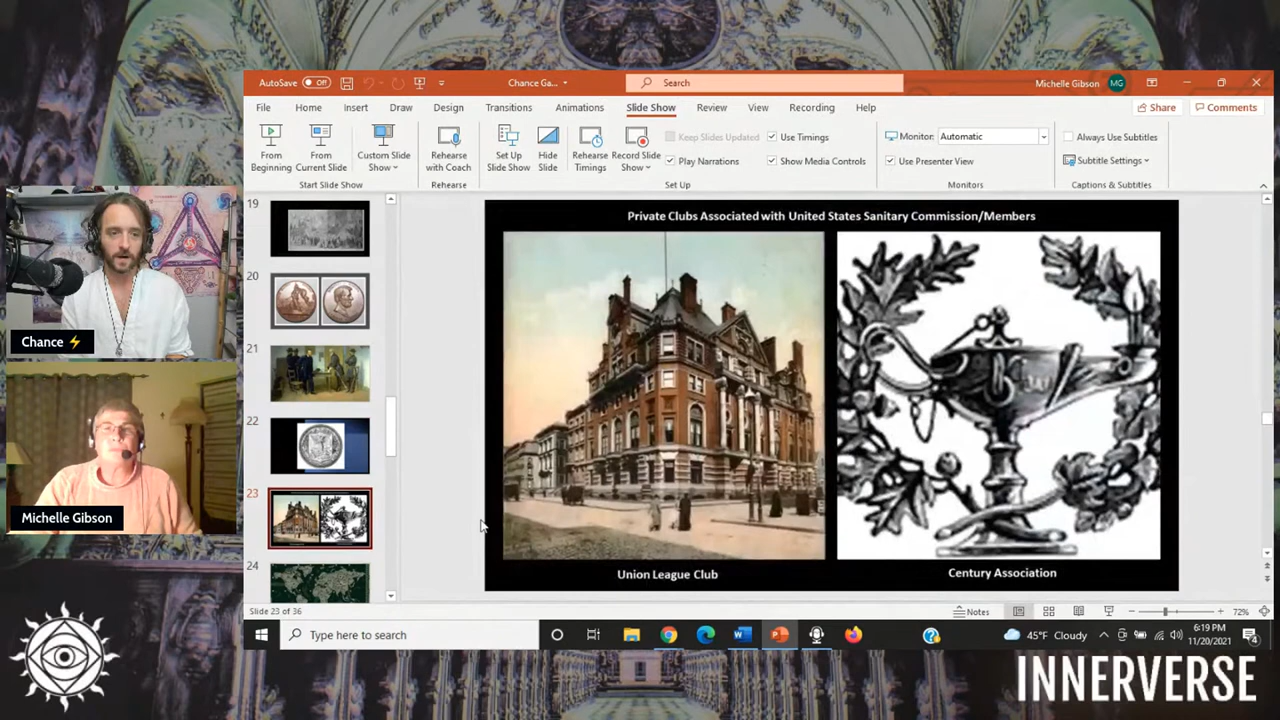 AutoSave Off
Chance Ga...
Search
Michelle Gibson MG
File Home Insert Draw Design Transitions Animations Slide Show Review View Recording Help
Share Comments
From Beginning
From Current Slide
Custom Slide Show
Start Slide Show
Rehearse with Coach
Rehearse
Set Up Slide Show
Hide Slide
Rehearse Timings
Record Slide Show
Keep Slides Updated
Play Narrations
Use Timings
Show Media Controls
Set Up
Monitor: Automatic
Use Presenter View
Monitors
Always Use Subtitles
Subtitle Settings
Captions & Subtitles
19
20
21
22
23
24
Private Clubs Associated with United States Sanitary Commission/Members
Union League Club
Century Association
Chance ⚡
Michelle Gibson
Slide 23 of 36
Notes
72%
Type here to search
45°F Cloudy
6:19 PM
11/20/2021
4
INNERVERSE